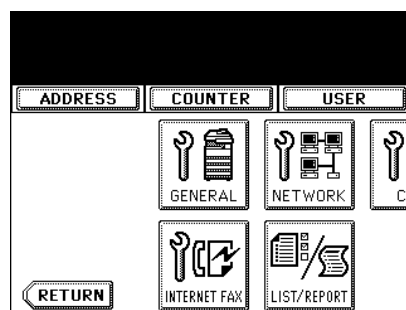 ADDRESS COUNTER USER
GENERAL NETWORK C
INTERNET FAX LIST/REPORT
RETURN